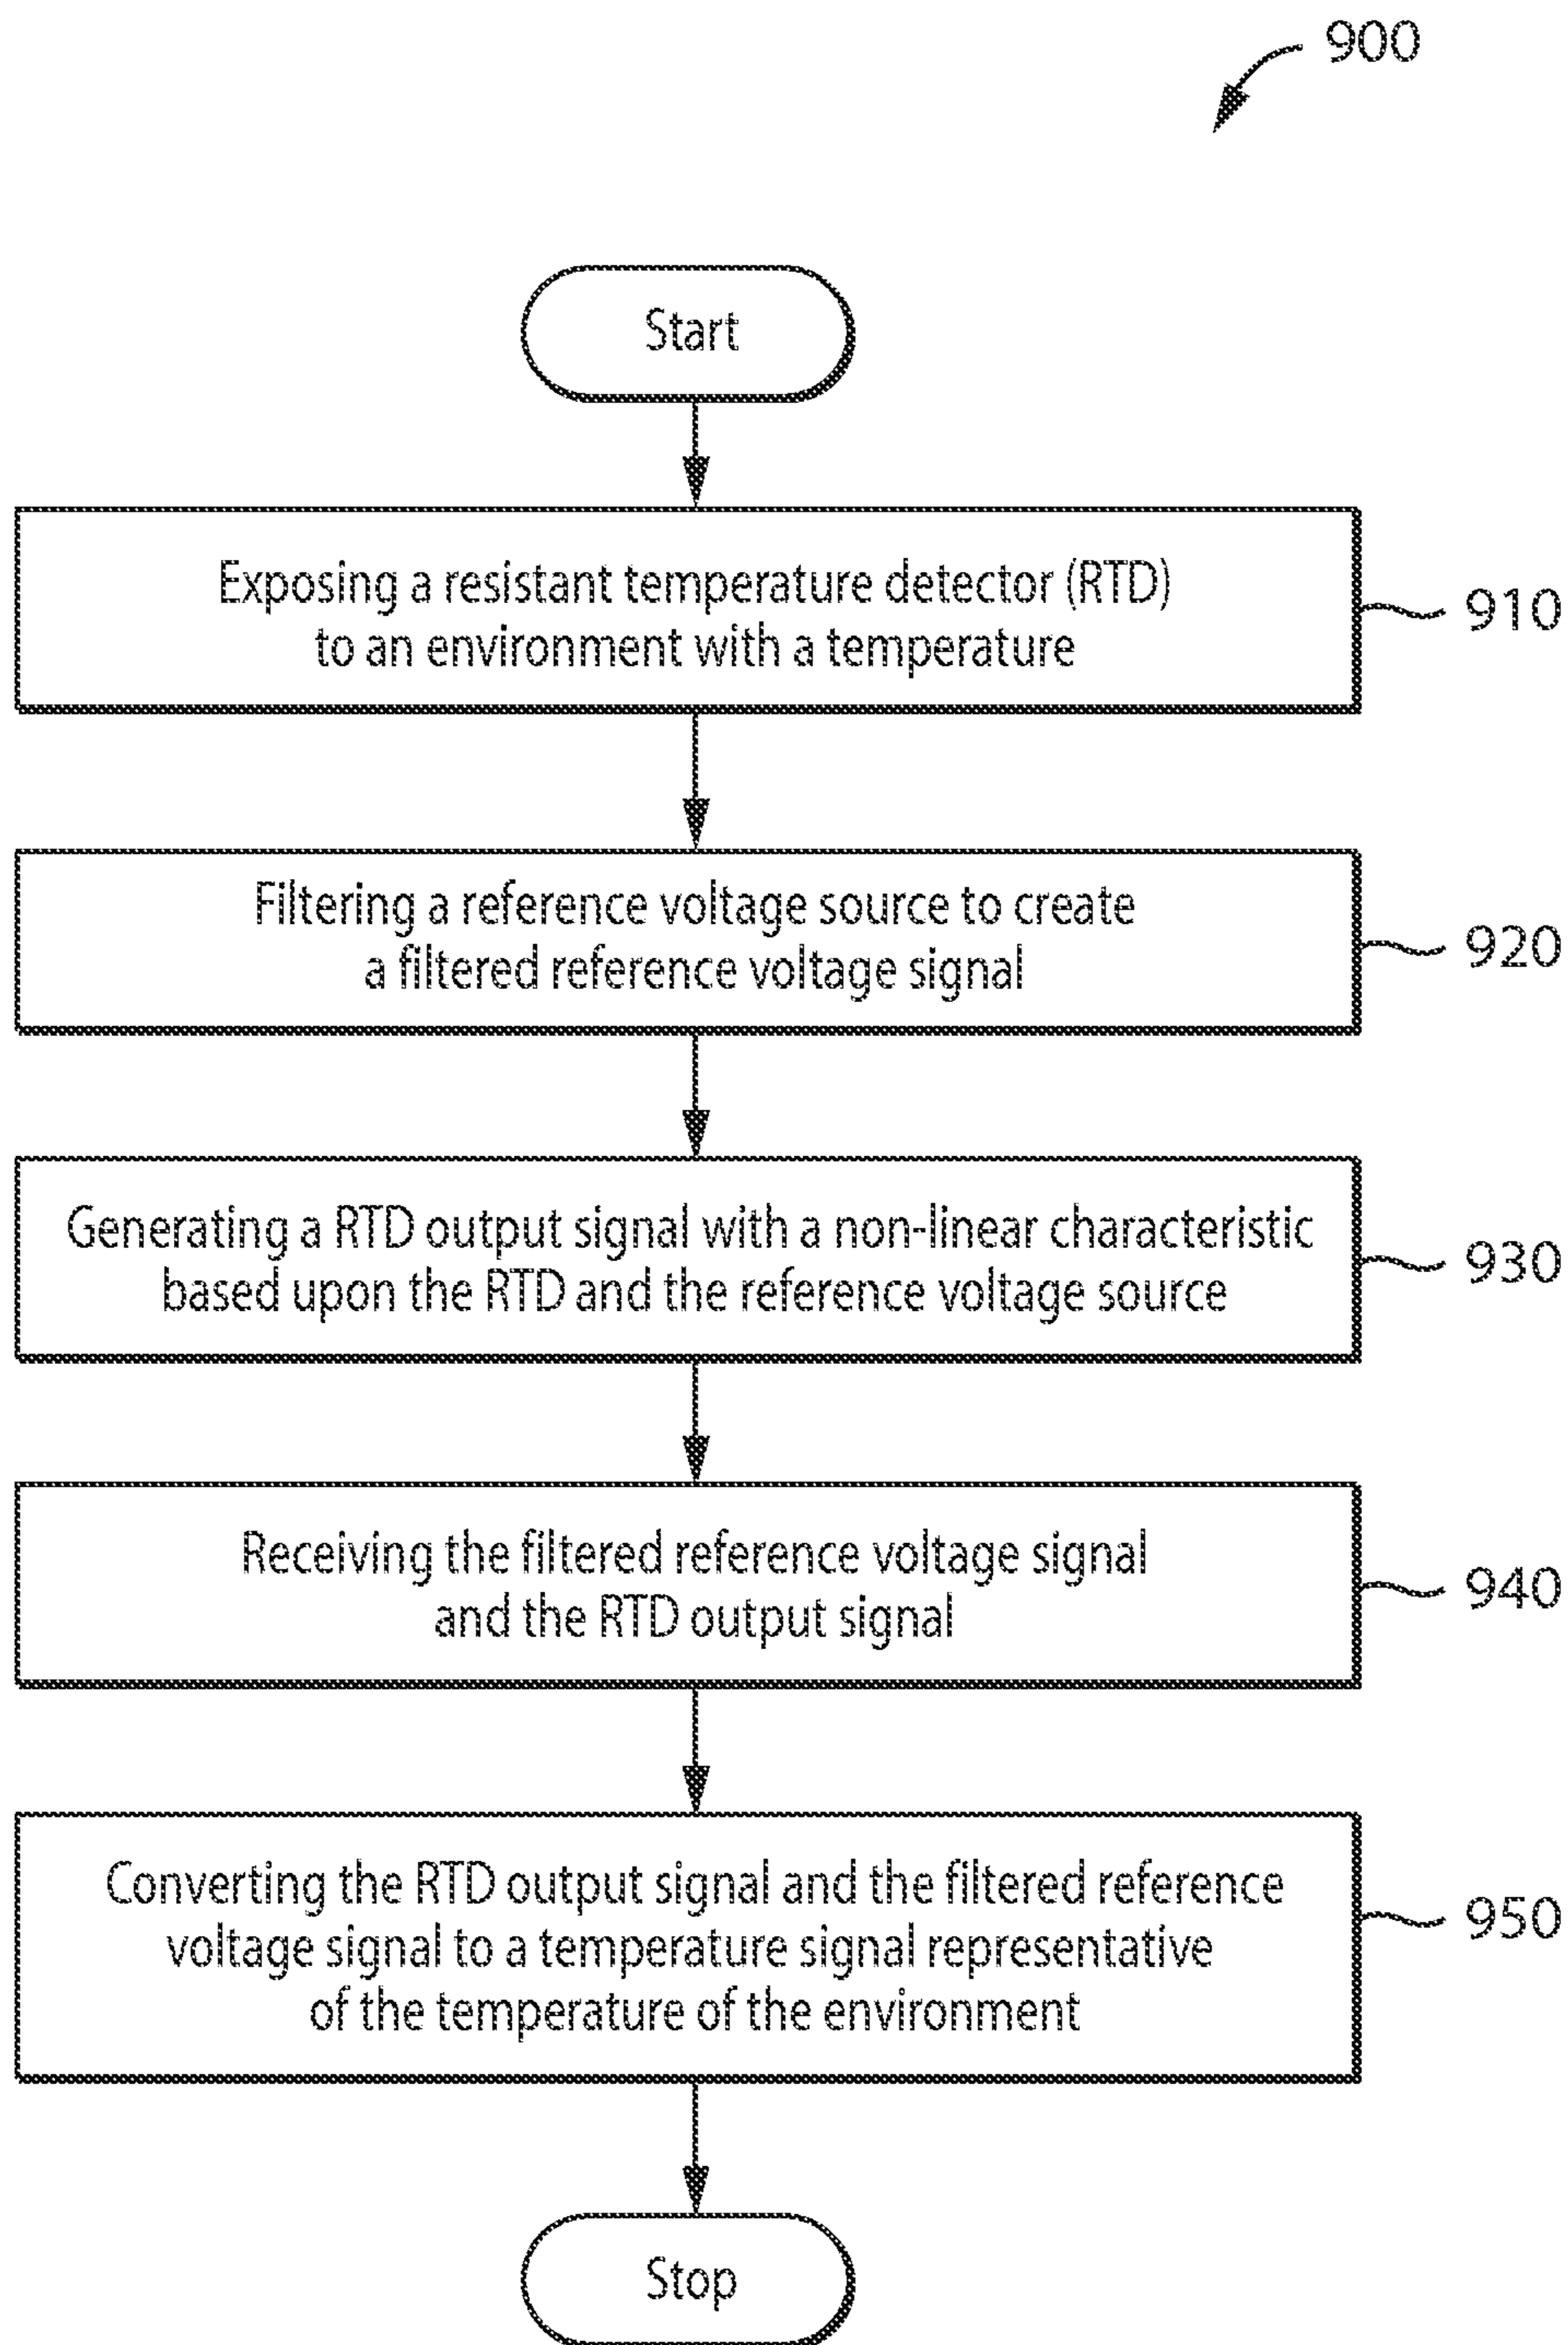 900
Start
Exposing a resistant temperature detector (RTD)
to an environment with a temperature
910
Filtering a reference voltage source to create
a filtered reference voltage signal
920
Generating a RTD output signal with a non-linear characteristic
based upon the RTD and the reference voltage source
930
Receiving the filtered reference voltage signal
and the RTD output signal
940
Converting the RTD output signal and the filtered reference
voltage signal to a temperature signal representative
of the temperature of the environment
950
Stop